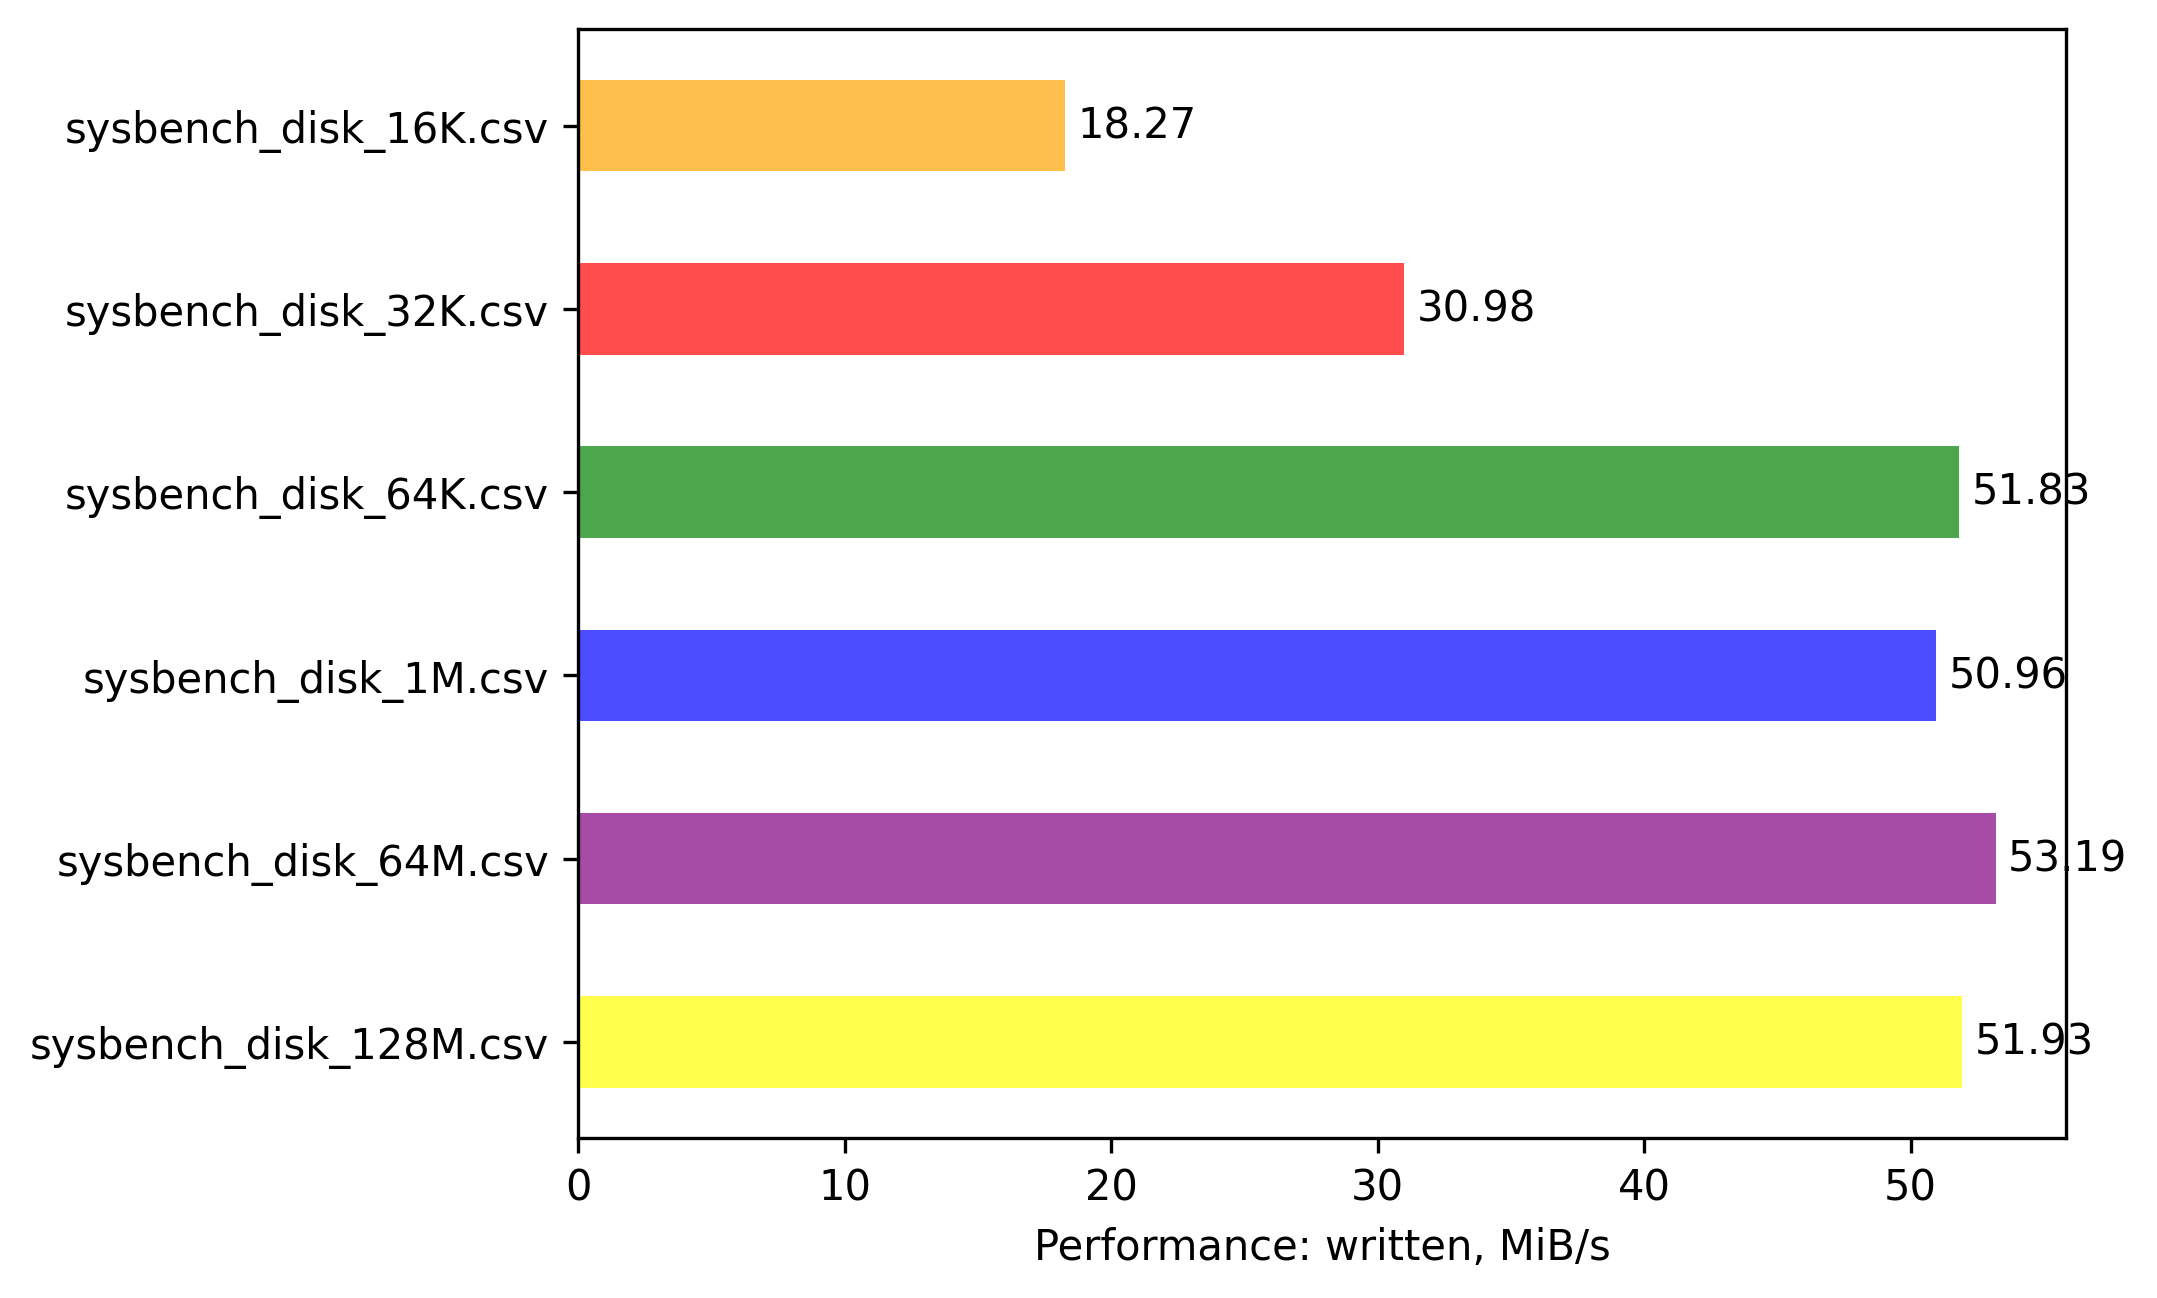 sysbench_disk_16K.csv
18.27
sysbench_disk_32K.csv
30.98
sysbench_disk_64K.csv
51.83
sysbench_disk_1M.csv
50.96
sysbench_disk_64M.csv
53.19
sysbench_disk_128M.csv
51.93
0 10 20 30 40 50
Performance: written, MiB/s